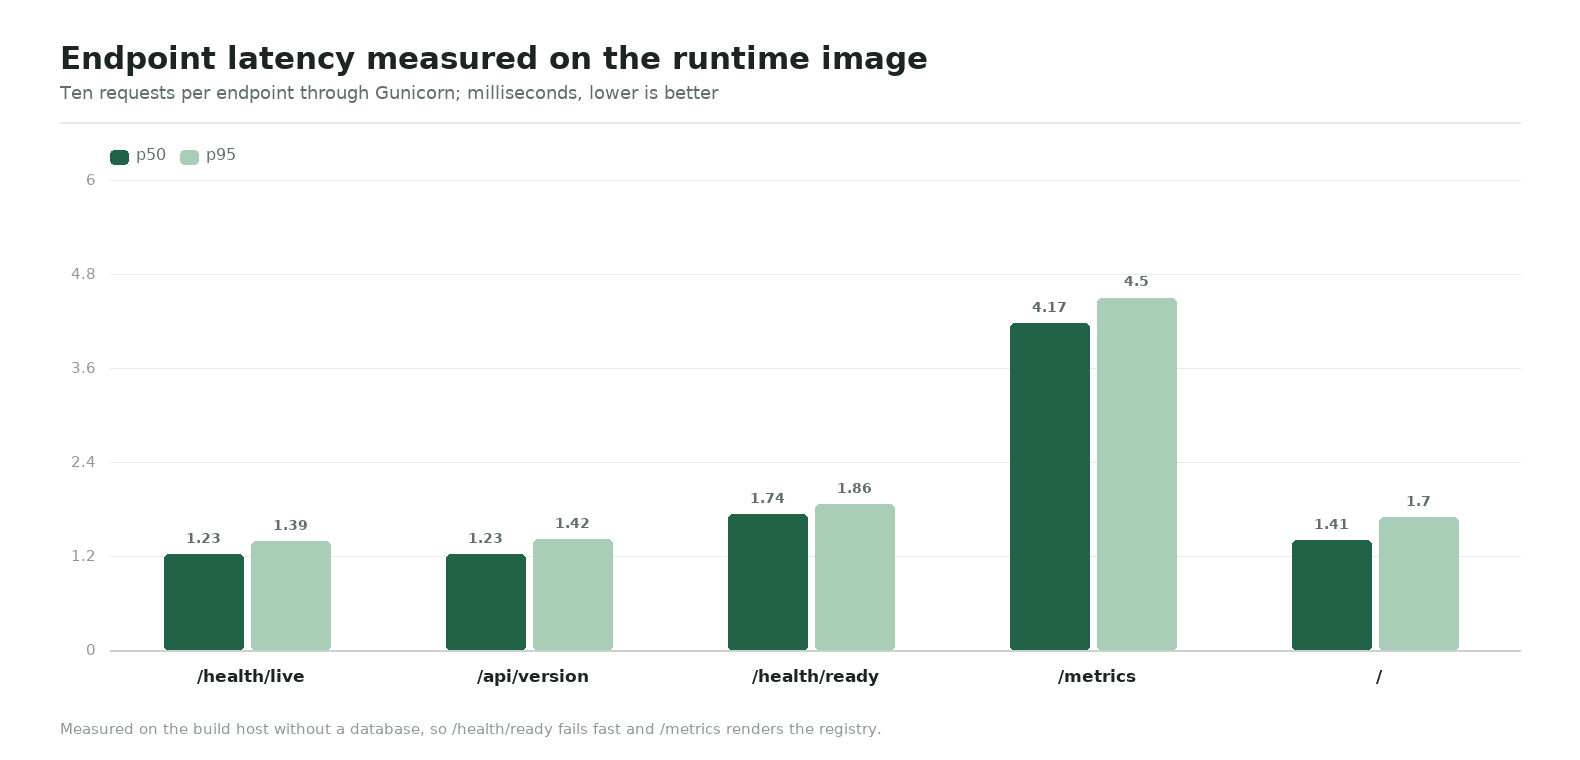 Endpoint latency measured on the runtime image
Ten requests per endpoint through Gunicorn; milliseconds, lower is better
p50 p95
6
4.8
3.6
2.4
1.2
0
1.23 1.39 1.23 1.42 1.74 1.86 4.17 4.5 1.41 1.7
/health/live /api/version /health/ready /metrics /
Measured on the build host without a database, so /health/ready fails fast and /metrics renders the registry.